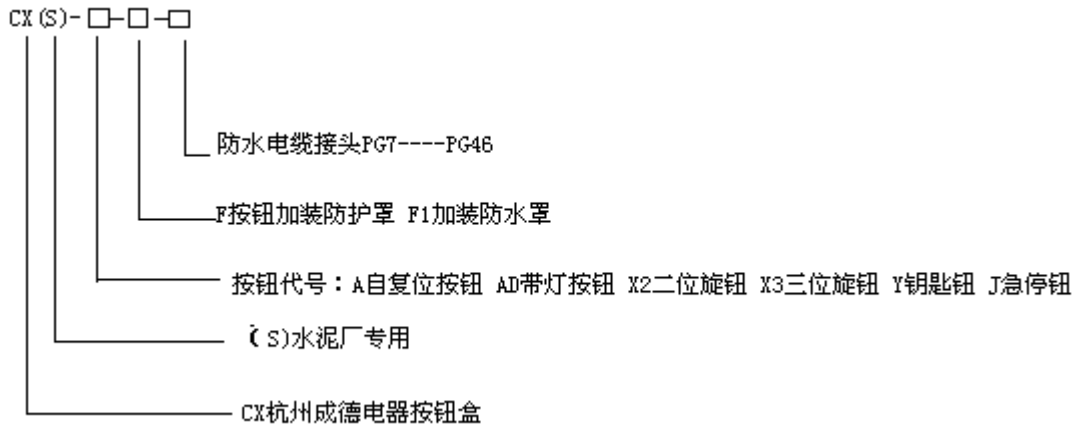 CX(S)-□-□-□
防水电缆接头PG7----PG46
F按钮加装防护罩 F1加装防水罩
按钮代号：A自复位按钮 AD带灯按钮 X2二位旋钮 X3三位旋钮 Y钥匙钮 J急停钮
(S)水泥厂专用
CX杭州成德电器按钮盒